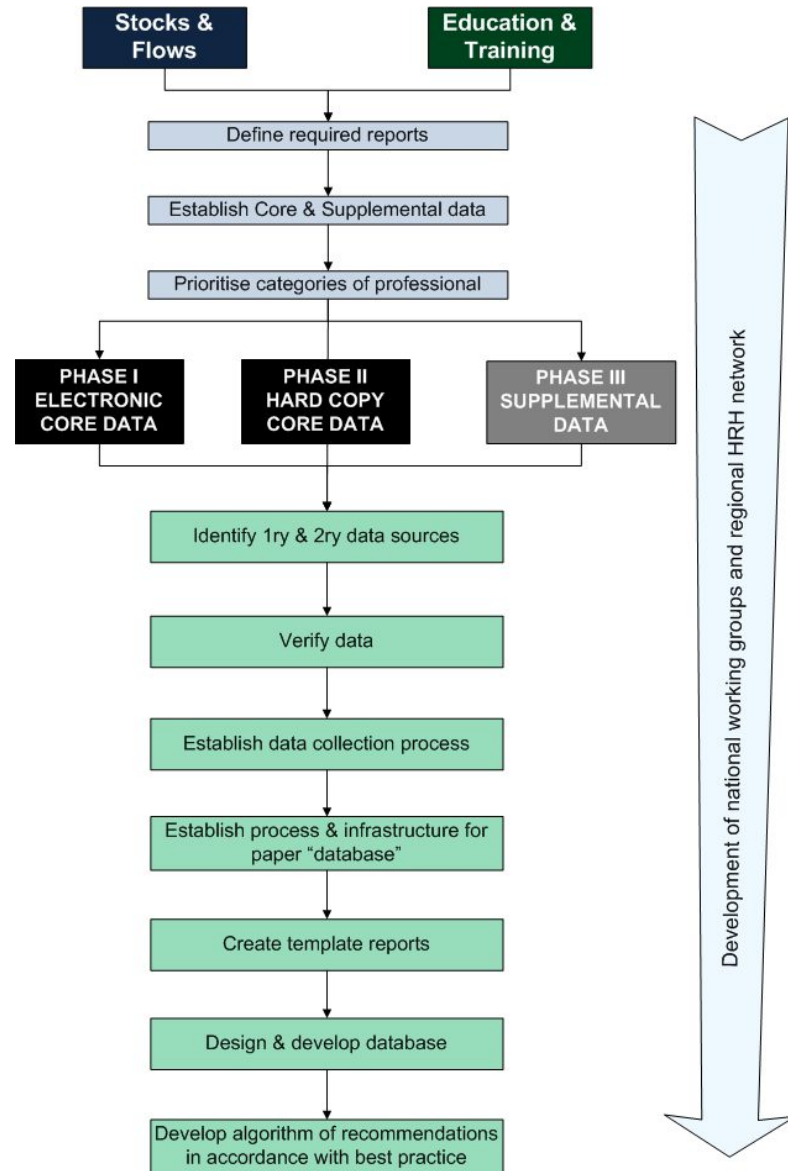 Stocks &
Flows
Education &
Training
Define required reports
Establish Core & Supplemental data
Prioritise categories of professional
PHASE I
ELECTRONIC
CORE DATA
PHASE II
HARD COPY
CORE DATA
PHASE III
SUPPLEMENTAL
DATA
Identify 1ry & 2ry data sources
Verify data
Establish data collection process
Establish process & infrastructure for
paper “database”
Create template reports
Design & develop database
Develop algorithm of recommendations
in accordance with best practice
Development of national working groups and regional HRH network